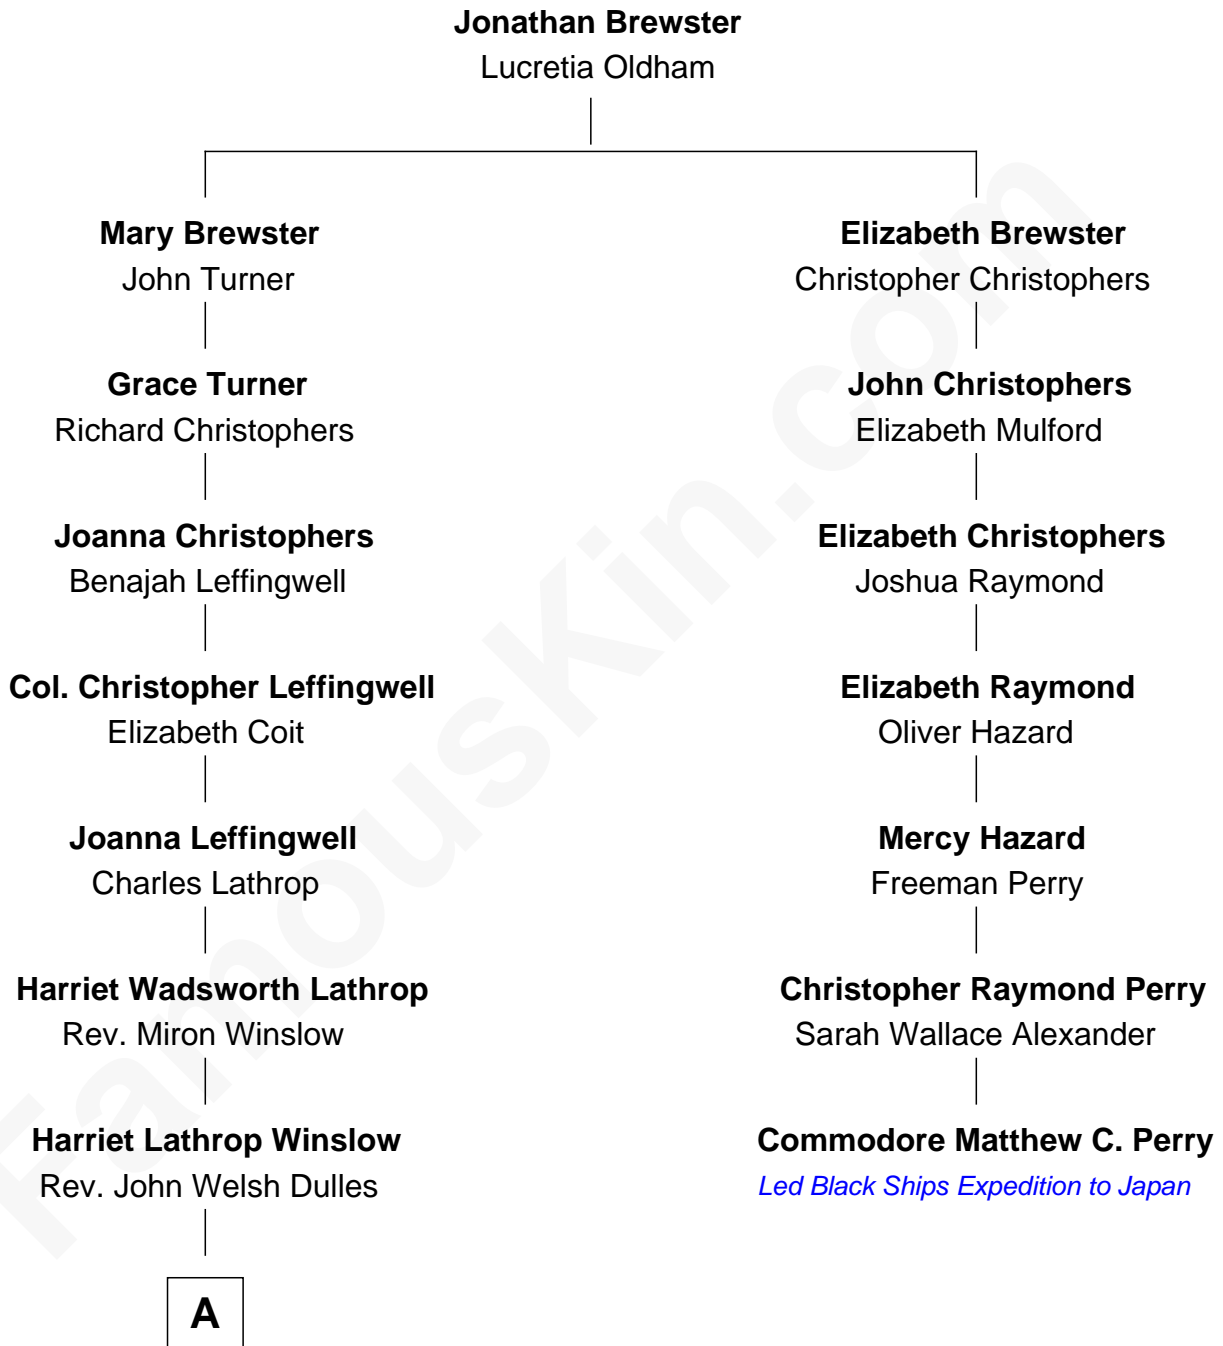 Jonathan Brewster
Lucretia Oldham
Mary Brewster
John Turner
Grace Turner
Richard Christophers
Joanna Christophers
Benajah Leffingwell
Col. Christopher Leffingwell
Elizabeth Coit
Joanna Leffingwell
Charles Lathrop
Harriet Wadsworth Lathrop
Rev. Miron Winslow
Harriet Lathrop Winslow
Rev. John Welsh Dulles
A
Elizabeth Brewster
Christopher Christophers
John Christophers
Elizabeth Mulford
Elizabeth Christophers
Joshua Raymond
Elizabeth Raymond
Oliver Hazard
Mercy Hazard
Freeman Perry
Christopher Raymond Perry
Sarah Wallace Alexander
Commodore Matthew C. Perry
Led Black Ships Expedition to Japan
FamousKin.com